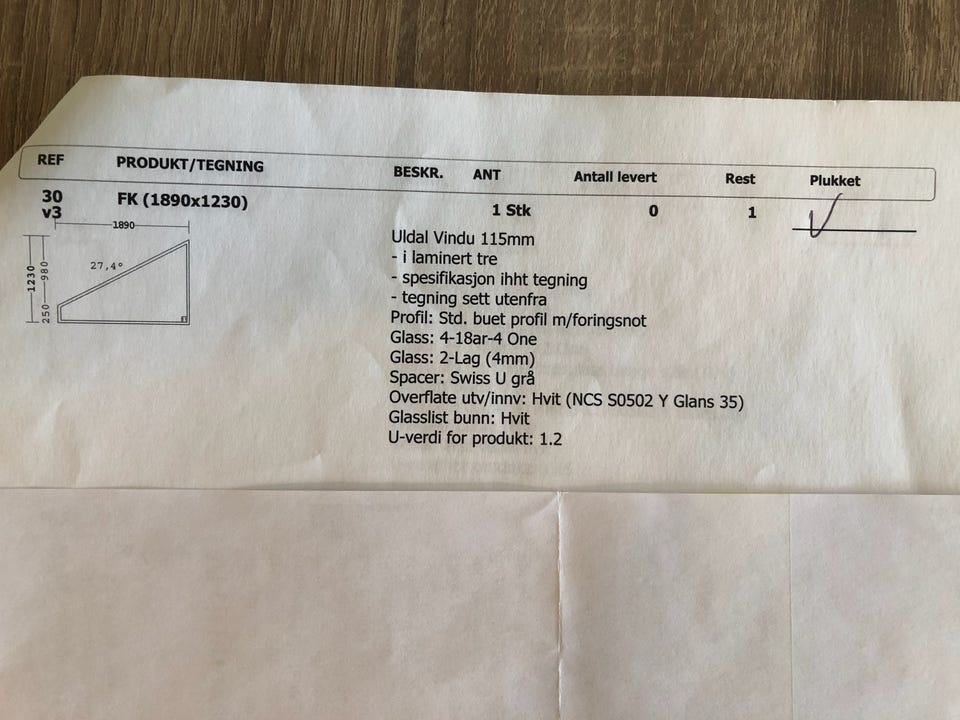 REF PRODUKT/TEGNING BESKR. ANT Antall levert Rest Plukket
30 FK (1890x1230) 1 Stk 0 1
v3
1890
27,4°
1230
980
250
Uldal Vindu 115mm
- i laminert tre
- spesifikasjon ihht tegning
- tegning sett utenfra
Profil: Std. buet profil m/foringsnot
Glass: 4-18ar-4 One
Glass: 2-Lag (4mm)
Spacer: Swiss U grå
Overflate utv/innv: Hvit (NCS S0502 Y Glans 35)
Glasslist bunn: Hvit
U-verdi for produkt: 1.2